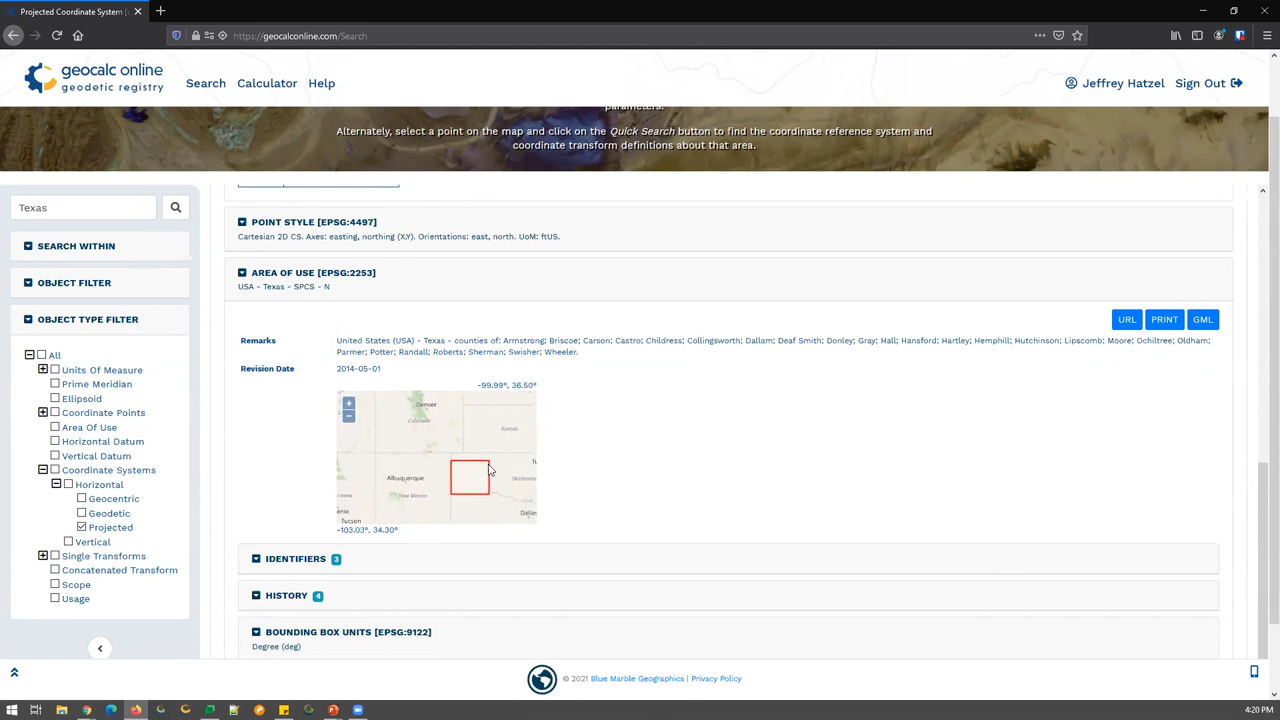 Projected Coordinate System (
https://geocalconline.com/Search
geocalc online
geodetic registry
Search
Calculator
Help
Jeffrey Hatzel
Sign Out
parameters.
Alternately, select a point on the map and click on the Quick Search button to find the coordinate reference system and
coordinate transform definitions about that area.
Texas
SEARCH WITHIN
OBJECT FILTER
OBJECT TYPE FILTER
All
Units Of Measure
Prime Meridian
Ellipsoid
Coordinate Points
Area Of Use
Horizontal Datum
Vertical Datum
Coordinate Systems
Horizontal
Geocentric
Geodetic
Projected
Vertical
Single Transforms
Concatenated Transform
Scope
Usage
POINT STYLE [EPSG:4497]
Cartesian 2D CS. Axes: easting, northing (X,Y). Orientations: east, north. UoM: ftUS.
AREA OF USE [EPSG:2253]
USA - Texas - SPCS - N
URL
PRINT
GML
Remarks
United States (USA) - Texas - counties of: Armstrong; Briscoe; Carson; Castro; Childress; Collingsworth; Dallam; Deaf Smith; Donley; Gray; Hall; Hansford; Hartley; Hemphill; Hutchinson; Lipscomb; Moore; Ochiltree; Oldham;
Parmer; Potter; Randall; Roberts; Sherman; Swisher; Wheeler.
Revision Date
2014-05-01
-99.99°, 36.50°
+
−
Denver
Colorado
Kansas
Tu
Albuquerque
Oklahoma
New Mexico
Dallas
Tucson
-103.03°, 34.30°
IDENTIFIERS 3
HISTORY 4
BOUNDING BOX UNITS [EPSG:9122]
Degree (deg)
© 2021 Blue Marble Geographics | Privacy Policy
4:20 PM